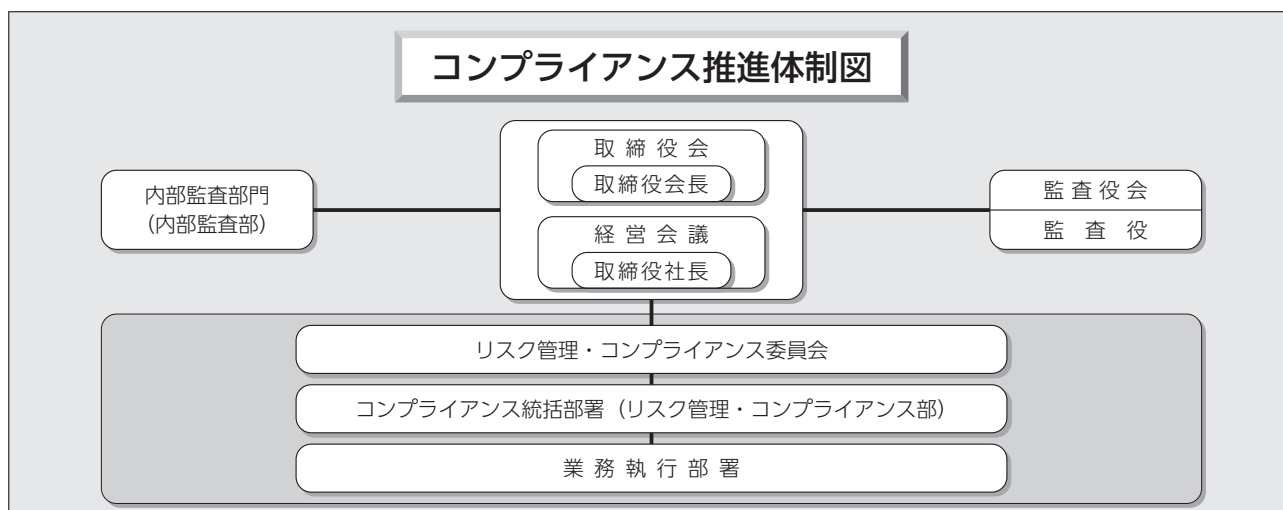 コンプライアンス推進体制図
取締役会
取締役会長
内部監査部門
(内部監査部)
経営会議
取締役社長
監査役会
監査役
リスク管理・コンプライアンス委員会
コンプライアンス統括部署(リスク管理・コンプライアンス部)
業務執行部署